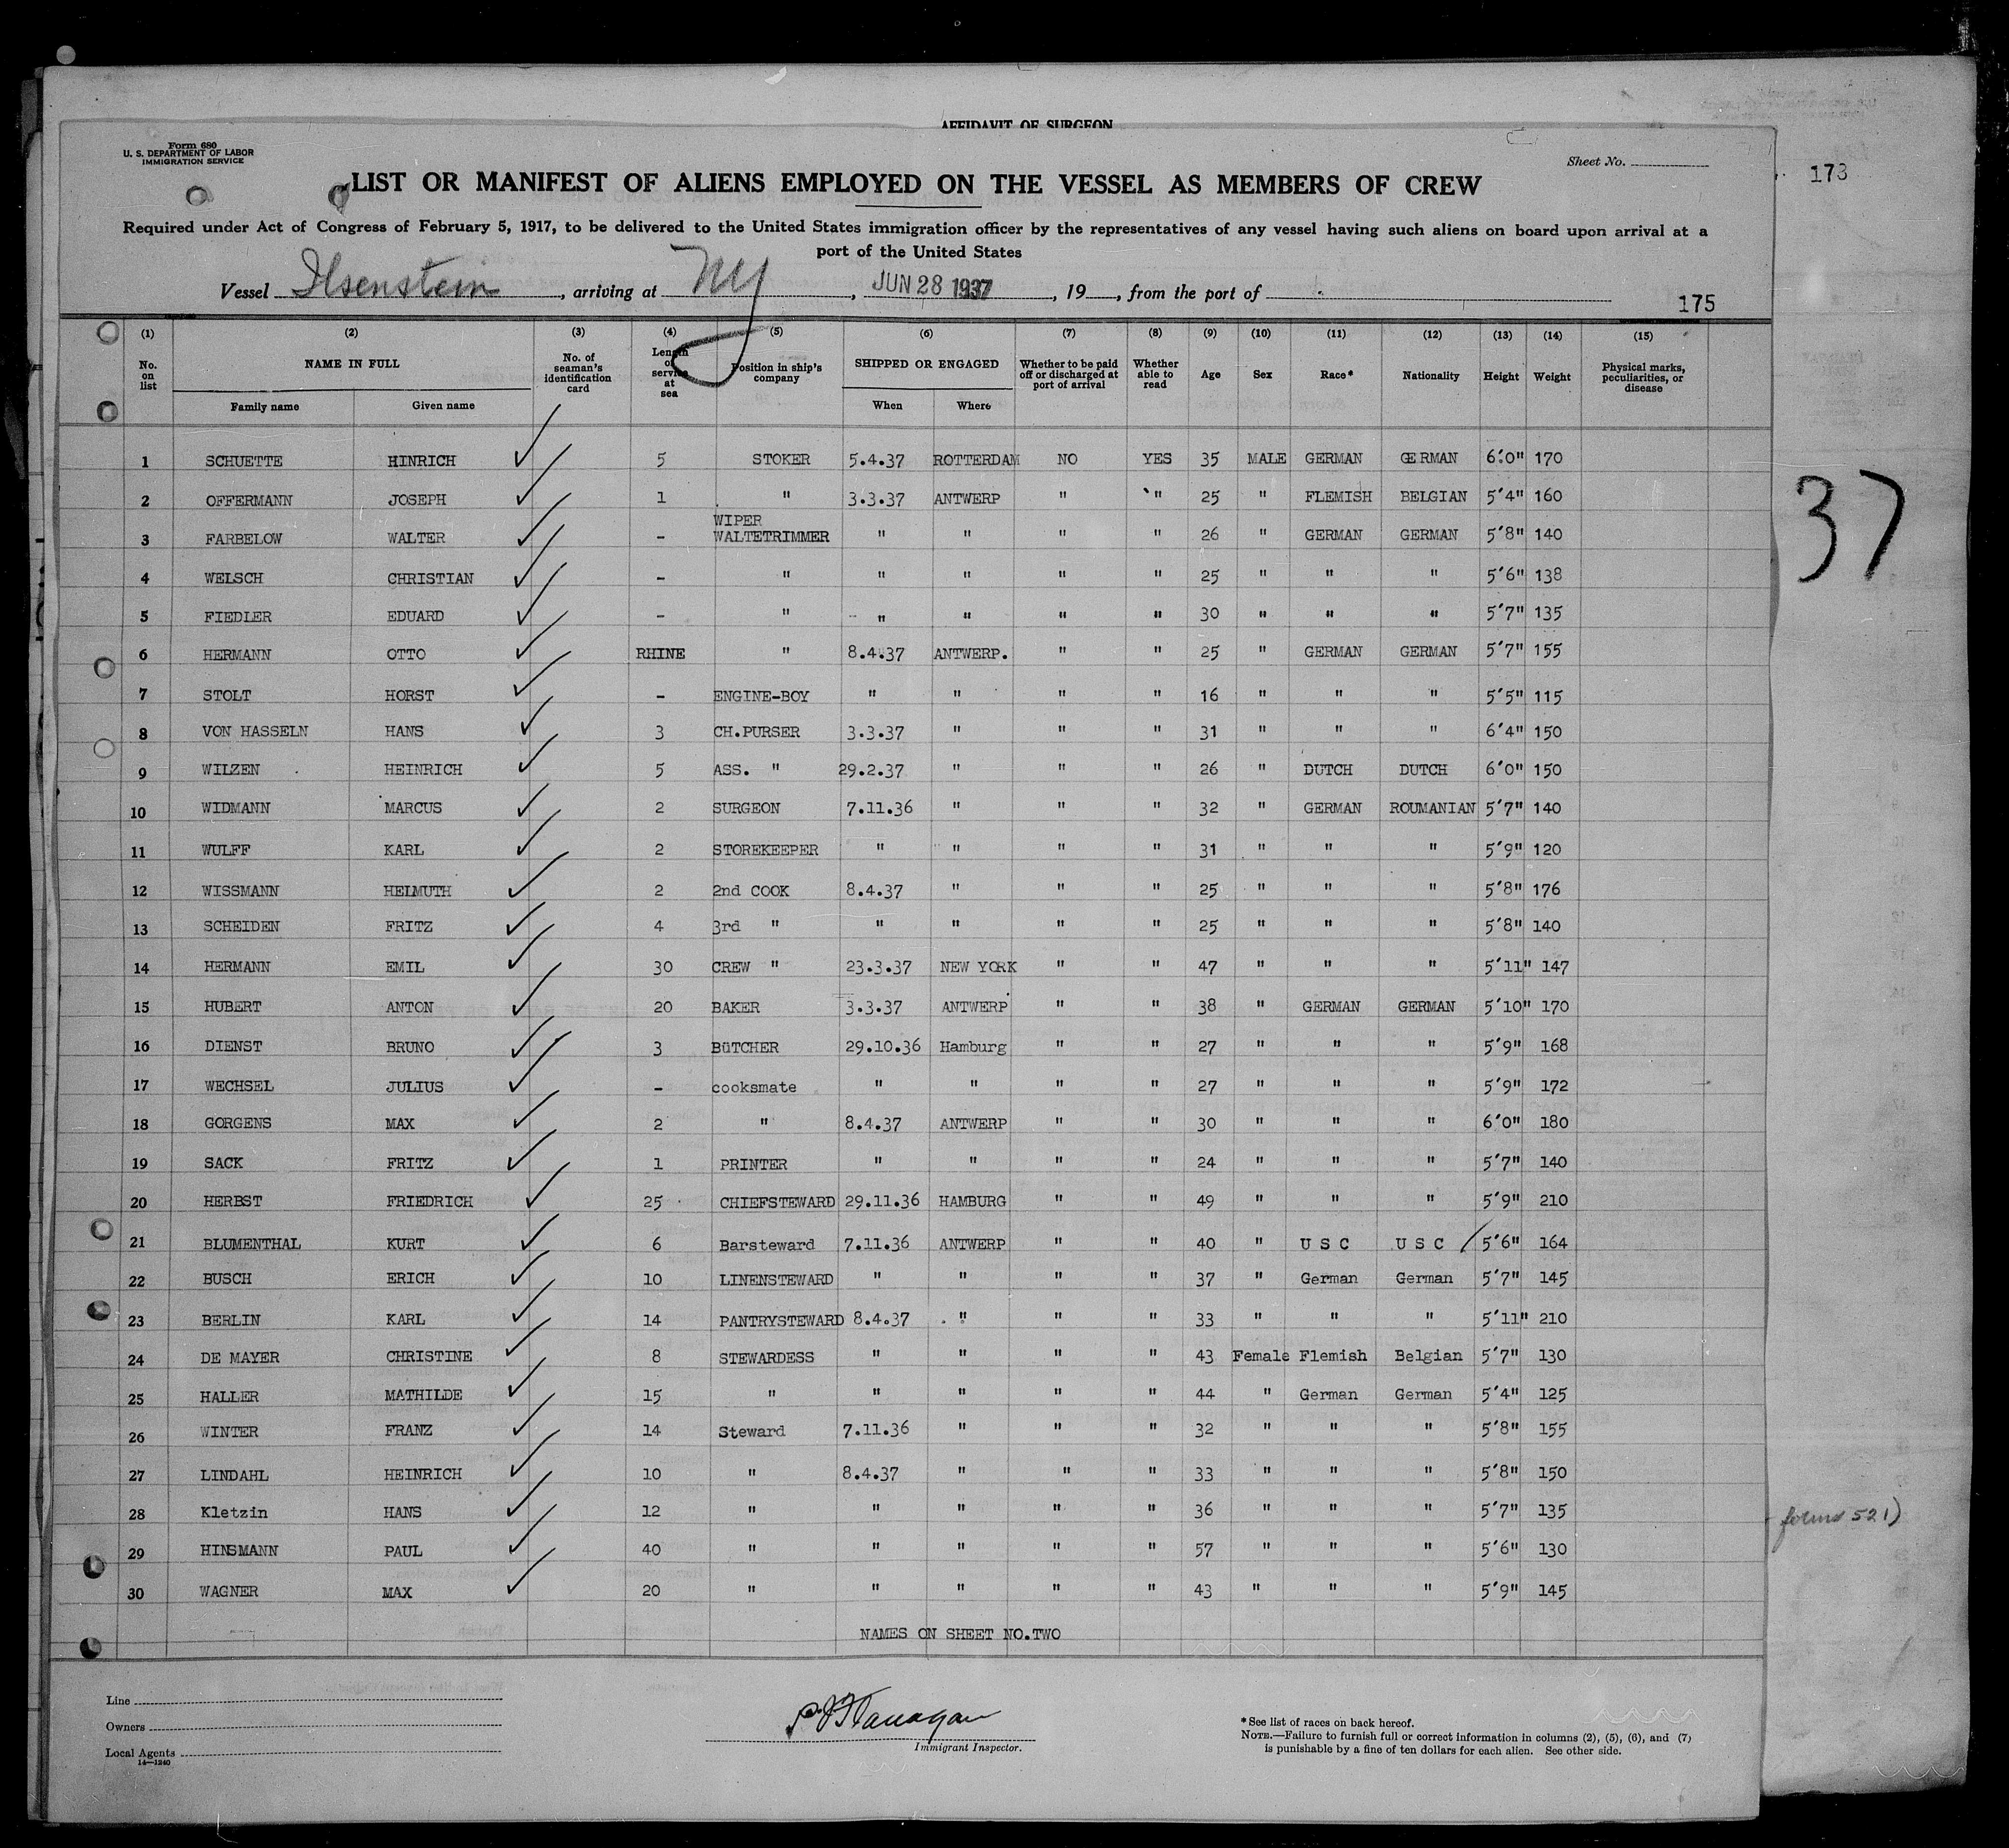 AFFIDAVIT OF SURGEON
Form 680
U. S. DEPARTMENT OF LABOR
IMMIGRATION SERVICE
Sheet No.
173
LIST OR MANIFEST OF ALIENS EMPLOYED ON THE VESSEL AS MEMBERS OF CREW
Required under Act of Congress of February 5, 1917, to be delivered to the United States immigration officer by the representatives of any vessel having such aliens on board upon arrival at a
port of the United States
Vessel Ilsenstein, arriving at NY, JUN 28 1937, 19, from the port of
175
(1) (2) (3) (4) (5) (6) (7) (8) (9) (10) (11) (12) (13) (14) (15)
No. on list NAME IN FULL Family name Given name No. of seaman's identification card Length of service at sea Position in ship's company SHIPPED OR ENGAGED When Where Whether to be paid off or discharged at port of arrival Whether able to read Age Sex Race* Nationality Height Weight Physical marks, peculiarities, or disease
1 SCHUETTE HINRICH 5 STOKER 5.4.37 ROTTERDAM NO YES 35 MALE GERMAN GERMAN 6'0" 170
2 OFFERMANN JOSEPH 1 " 3.3.37 ANTWERP " " 25 " FLEMISH BELGIAN 5'4" 160
3 FARBELOW WALTER - WIPER WALTETRIMMER " " " " 26 " GERMAN GERMAN 5'8" 140
4 WELSCH CHRISTIAN - " " " " " 25 " " " 5'6" 138
5 FIEDLER EDUARD - " " " " " 30 " " " 5'7" 135
6 HERMANN OTTO RHINE " 8.4.37 ANTWERP. " " 25 " GERMAN GERMAN 5'7" 155
7 STOLT HORST - ENGINE-BOY " " " " 16 " " " 5'5" 115
8 VON HASSELN HANS 3 CH.PURSER 3.3.37 " " " 31 " " " 6'4" 150
9 WILZEN HEINRICH 5 ASS. " 29.2.37 " " " 26 " DUTCH DUTCH 6'0" 150
10 WIDMANN MARCUS 2 SURGEON 7.11.36 " " " 32 " GERMAN ROUMANIAN 5'7" 140
11 WULFF KARL 2 STOREKEEPER " " " " 31 " " " 5'9" 120
12 WISSMANN HELMUTH 2 2nd COOK 8.4.37 " " " 25 " " " 5'8" 176
13 SCHEIDEN FRITZ 4 3rd " " " " " 25 " " " 5'8" 140
14 HERMANN EMIL 30 CREW " 23.3.37 NEW YORK " " 47 " " " 5'11" 147
15 HUBERT ANTON 20 BAKER 3.3.37 ANTWERP " " 38 " GERMAN GERMAN 5'10" 170
16 DIENST BRUNO 3 BüTCHER 29.10.36 Hamburg " " 27 " " " 5'9" 168
17 WECHSEL JULIUS - cooksmate " " " " 27 " " " 5'9" 172
18 GORGENS MAX 2 " 8.4.37 ANTWERP " " 30 " " " 6'0" 180
19 SACK FRITZ 1 PRINTER " " " " 24 " " " 5'7" 140
20 HERBST FRIEDRICH 25 CHIEFSTEWARD 29.11.36 HAMBURG " " 49 " " " 5'9" 210
21 BLUMENTHAL KURT 6 Barsteward 7.11.36 ANTWERP " " 40 " U S C U S C 5'6" 164
22 BUSCH ERICH 10 LINENSTEWARD " " " " 37 " German German 5'7" 145
23 BERLIN KARL 14 PANTRYSTEWARD 8.4.37 " " " 33 " " " 5'11" 210
24 DE MAYER CHRISTINE 8 STEWARDESS " " " " 43 Female Flemish Belgian 5'7" 130
25 HALLER MATHILDE 15 " " " " " 44 " German German 5'4" 125
26 WINTER FRANZ 14 Steward 7.11.36 " " " 32 " " " 5'8" 155
27 LINDAHL HEINRICH 10 " 8.4.37 " " " 33 " " " 5'8" 150
28 Kletzin HANS 12 " " " " " 36 " " " 5'7" 135
29 HINSMANN PAUL 40 " " " " " 57 " " " 5'6" 130
30 WAGNER MAX 20 " " " " " 43 " " " 5'9" 145
NAMES ON SHEET NO.TWO
37
forms 521)
Line
Owners
Local Agents
14—1240
P. J. Flanagan
Immigrant Inspector.
*See list of races on back hereof.
NOTE.—Failure to furnish full or correct information in columns (2), (5), (6), and (7)
is punishable by a fine of ten dollars for each alien. See other side.